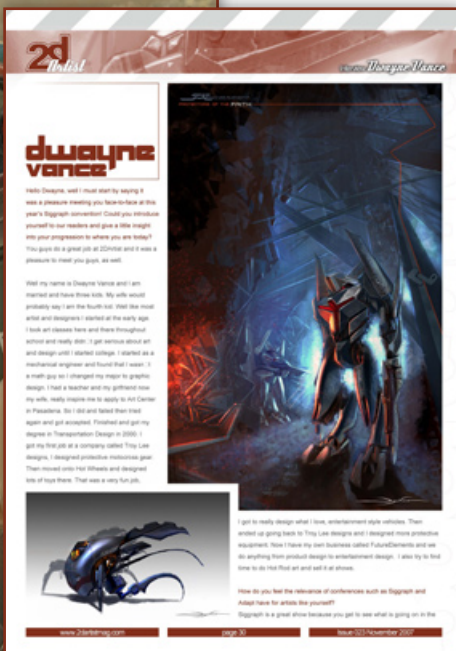 2d
Artist
Dwayne Vance
PROTECTORS OF THE FAITH
dwayne
vance
Hello Dwayne, well I must start by saying it
was a pleasure meeting you face-to-face at this
year's Siggraph convention! Could you introduce
yourself to our readers and give a little insight
into your progression to where you are today?
You guys do a great job at 2DArtist and it was a
pleasure to meet you guys, as well.
Well my name is Dwayne Vance and I am
married and have three kids. My wife would
probably say I am the fourth kid. Well like most
artist and designers I started at the early age.
I took art classes here and there throughout
school and really didn . t get serious about art
and design until I started college. I started as a
mechanical engineer and found that I wasn . t
a math guy so I changed my major to graphic
design. I had a teacher and my girlfriend now
my wife, really inspire me to apply to Art Center
in Pasadena. So I did and failed then tried
again and got accepted. Finished and got my
degree in Transportation Design in 2000. I
got my first job at a company called Troy Lee
designs, I designed protective motocross gear.
Then moved onto Hot Wheels and designed
lots of toys there. That was a very fun job,
I got to really design what I love, entertainment style vehicles. Then
ended up going back to Troy Lee designs and I designed more protective
equipment. Now I have my own business called FutureElements and we
do anything from product design to entertainment design. I also try to find
time to do Hot Rod art and sell it at shows.
How do you feel the relevance of conferences such as Siggraph and
Adapt have for artists like yourself?
Siggraph is a great show because you get to see what is going on in the
www.2dartistmag.com
page 30
issue 023 November 2007